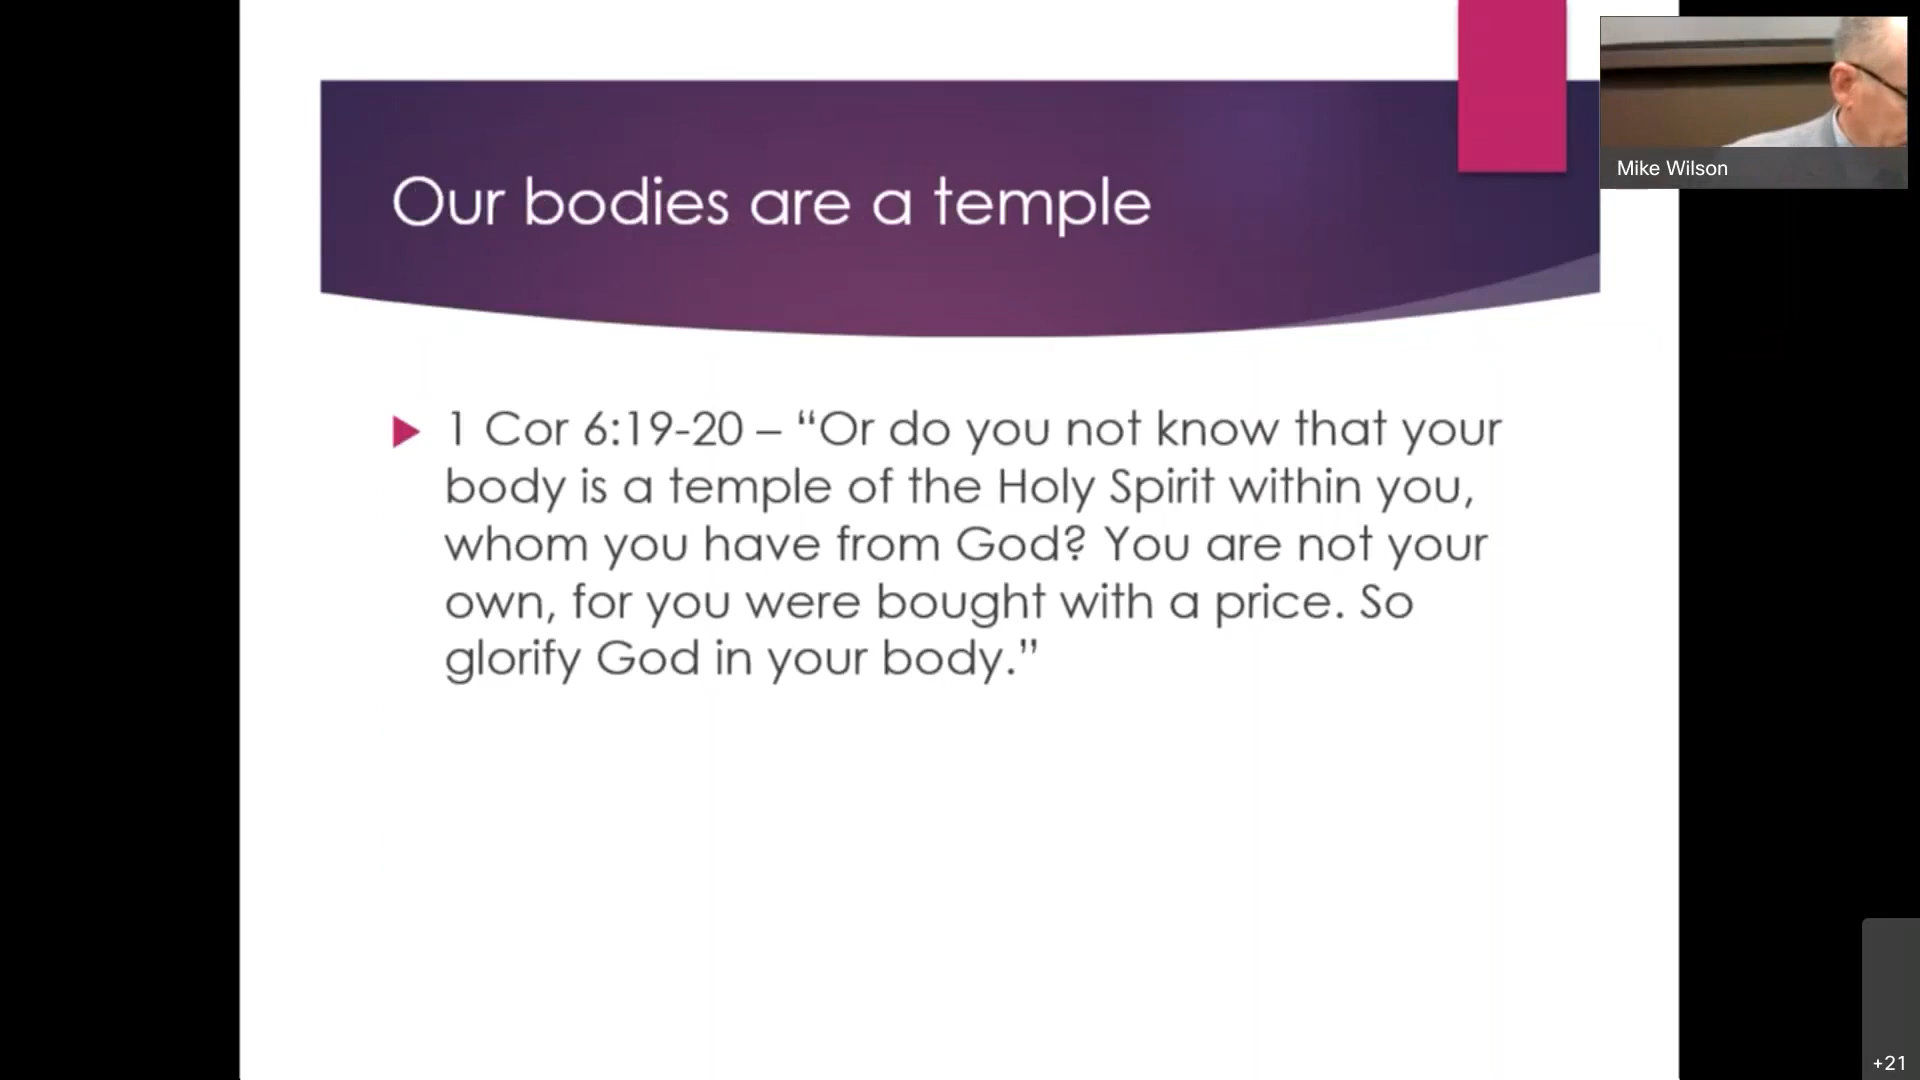 Our bodies are a temple
Mike Wilson
1 Cor 6:19-20 – “Or do you not know that your
body is a temple of the Holy Spirit within you,
whom you have from God? You are not your
own, for you were bought with a price. So
glorify God in your body.”
+21